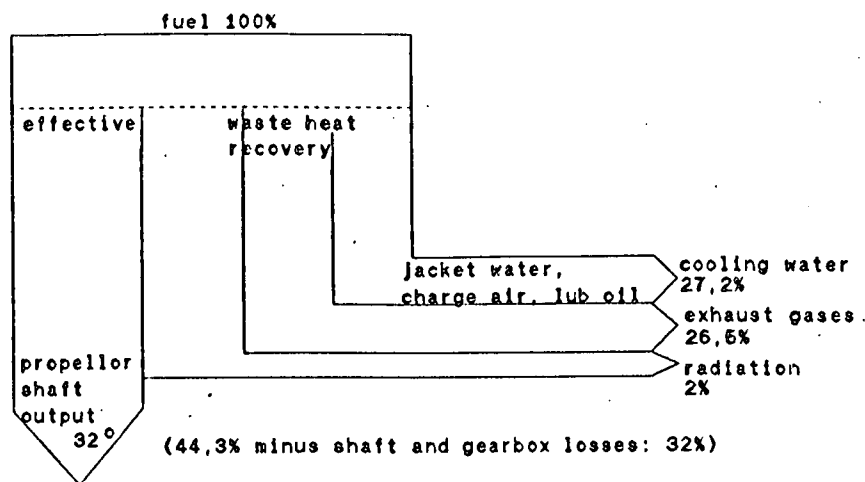 fuel 100%
effective
waste heat
recovery
jacket water,
charge air, lub oil
cooling water
27,2%
exhaust gases
26,5%
radiation
2%
propellor
shaft
output
32°
(44,3% minus shaft and gearbox losses: 32%)